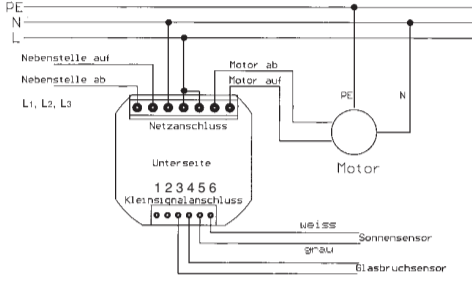 PE
N
L
Nebenstelle auf
Motor ab
Nebenstelle ab
Motor auf
PE
N
L1, L2, L3
Netzanschluss
Motor
Unterseite
1 2 3 4 5 6
Kleinsignalanschluss
weiss
Sonnensensor
grau
Glasbruchsensor